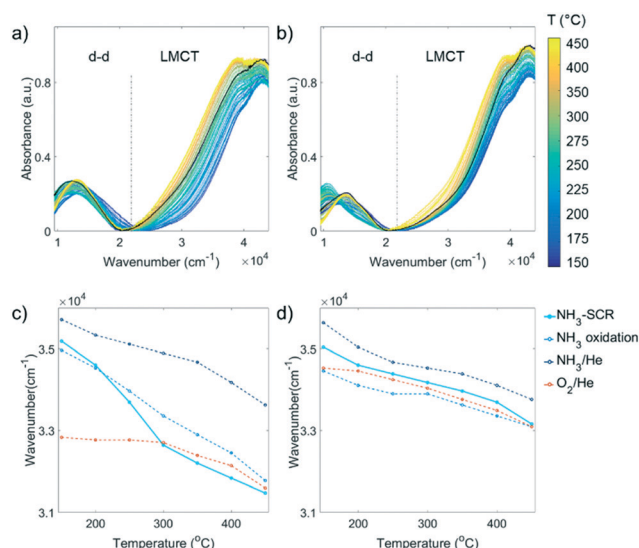 a)
d-d
LMCT
Absorbance (a.u.)
0.8
0.4
0
1
2
3
4
Wavenumber (cm⁻¹)
× 10⁴
b)
d-d
LMCT
Absorbance (a.u.)
0.8
0.4
0
1
2
3
4
Wavenumber (cm⁻¹)
× 10⁴
T (°C)
450
400
350
300
250
225
200
180
150
c)
× 10⁴
Wavenumber(cm⁻¹)
3.5
3.3
3.1
200
300
400
Temperature (°C)
d)
× 10⁴
Wavenumber(cm⁻¹)
3.5
3.3
3.1
200
300
400
Temperature (°C)
NH₃-SCR
NH₃ oxidation
NH₃/He
O₂/He